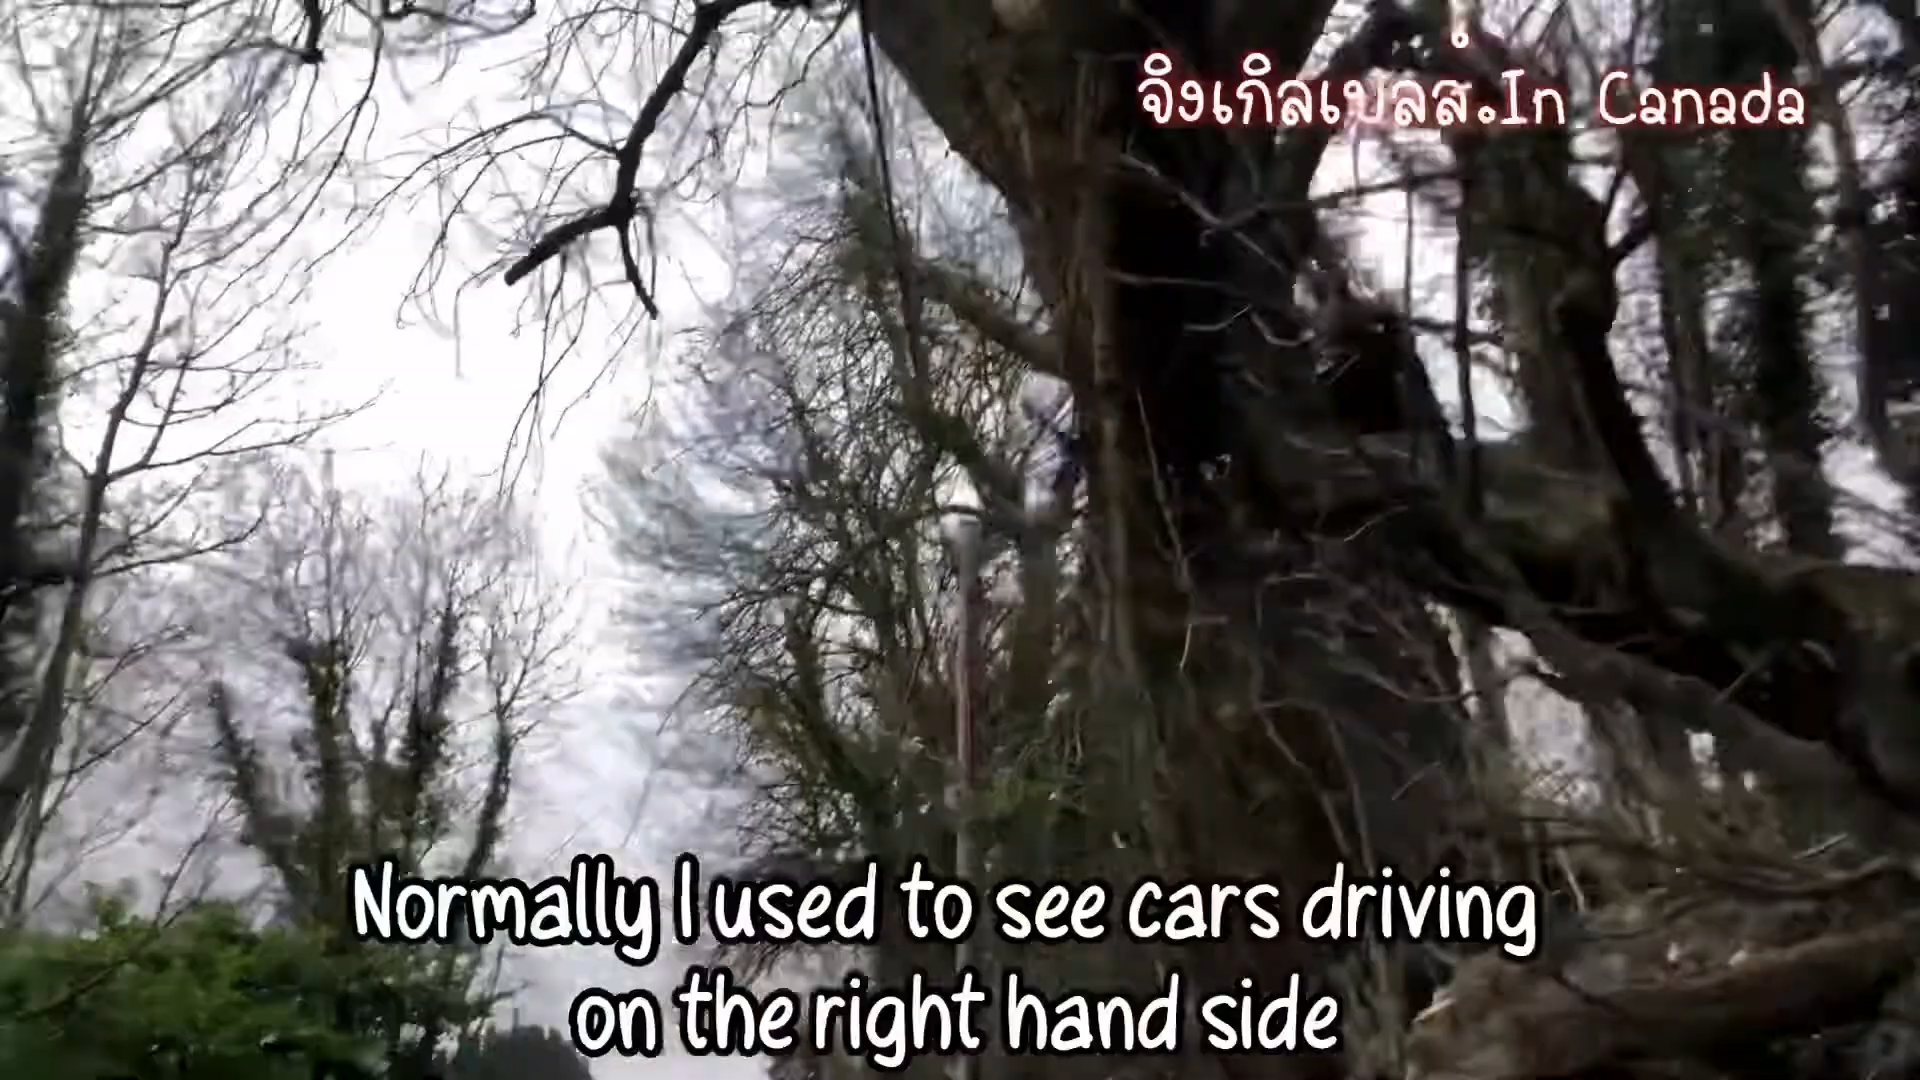 จิงเกิลเบลส์.In Canada
Normally I used to see cars driving
on the right hand side